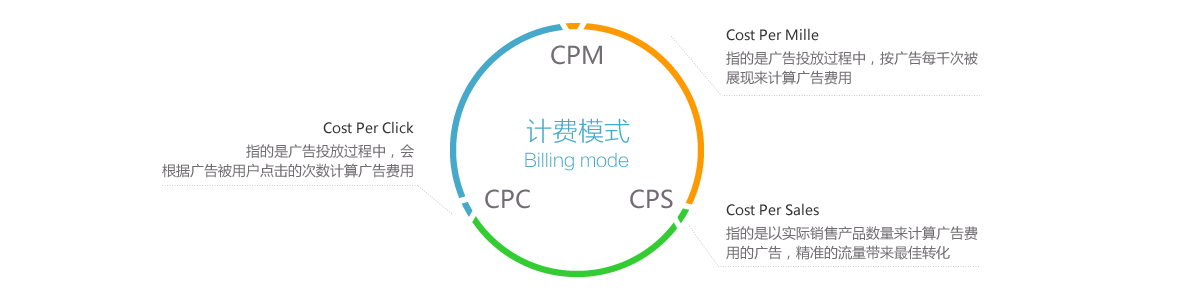 CPM
计费模式
Billing mode
CPC
CPS
Cost Per Mille
指的是广告投放过程中，按广告每千次被
展现来计算广告费用
Cost Per Click
指的是广告投放过程中，会
根据广告被用户点击的次数计算广告费用
Cost Per Sales
指的是以实际销售产品数量来计算广告费
用的广告，精准的流量带来最佳转化